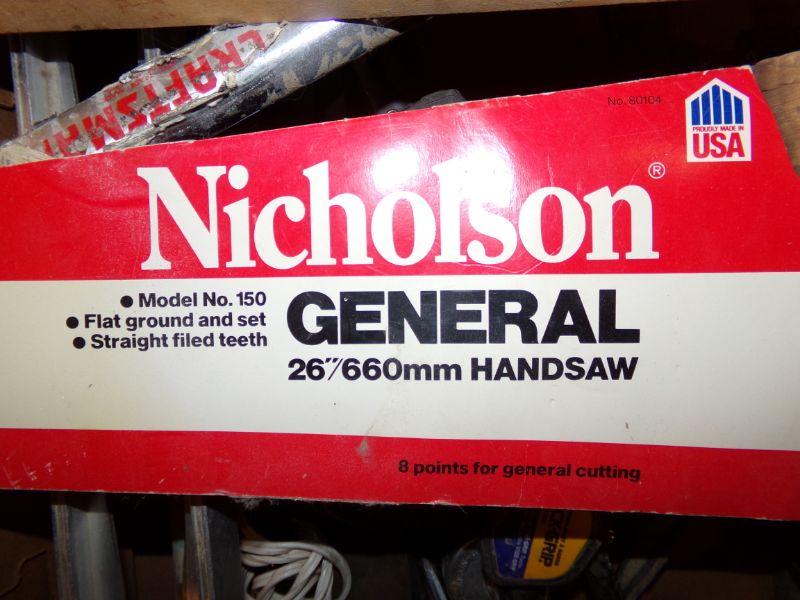 CRAFTSMAN
No. 80104
PROUDLY MADE IN
USA
Nicholson®
● Model No. 150
● Flat ground and set
● Straight filed teeth
GENERAL
26"/660mm HANDSAW
8 points for general cutting